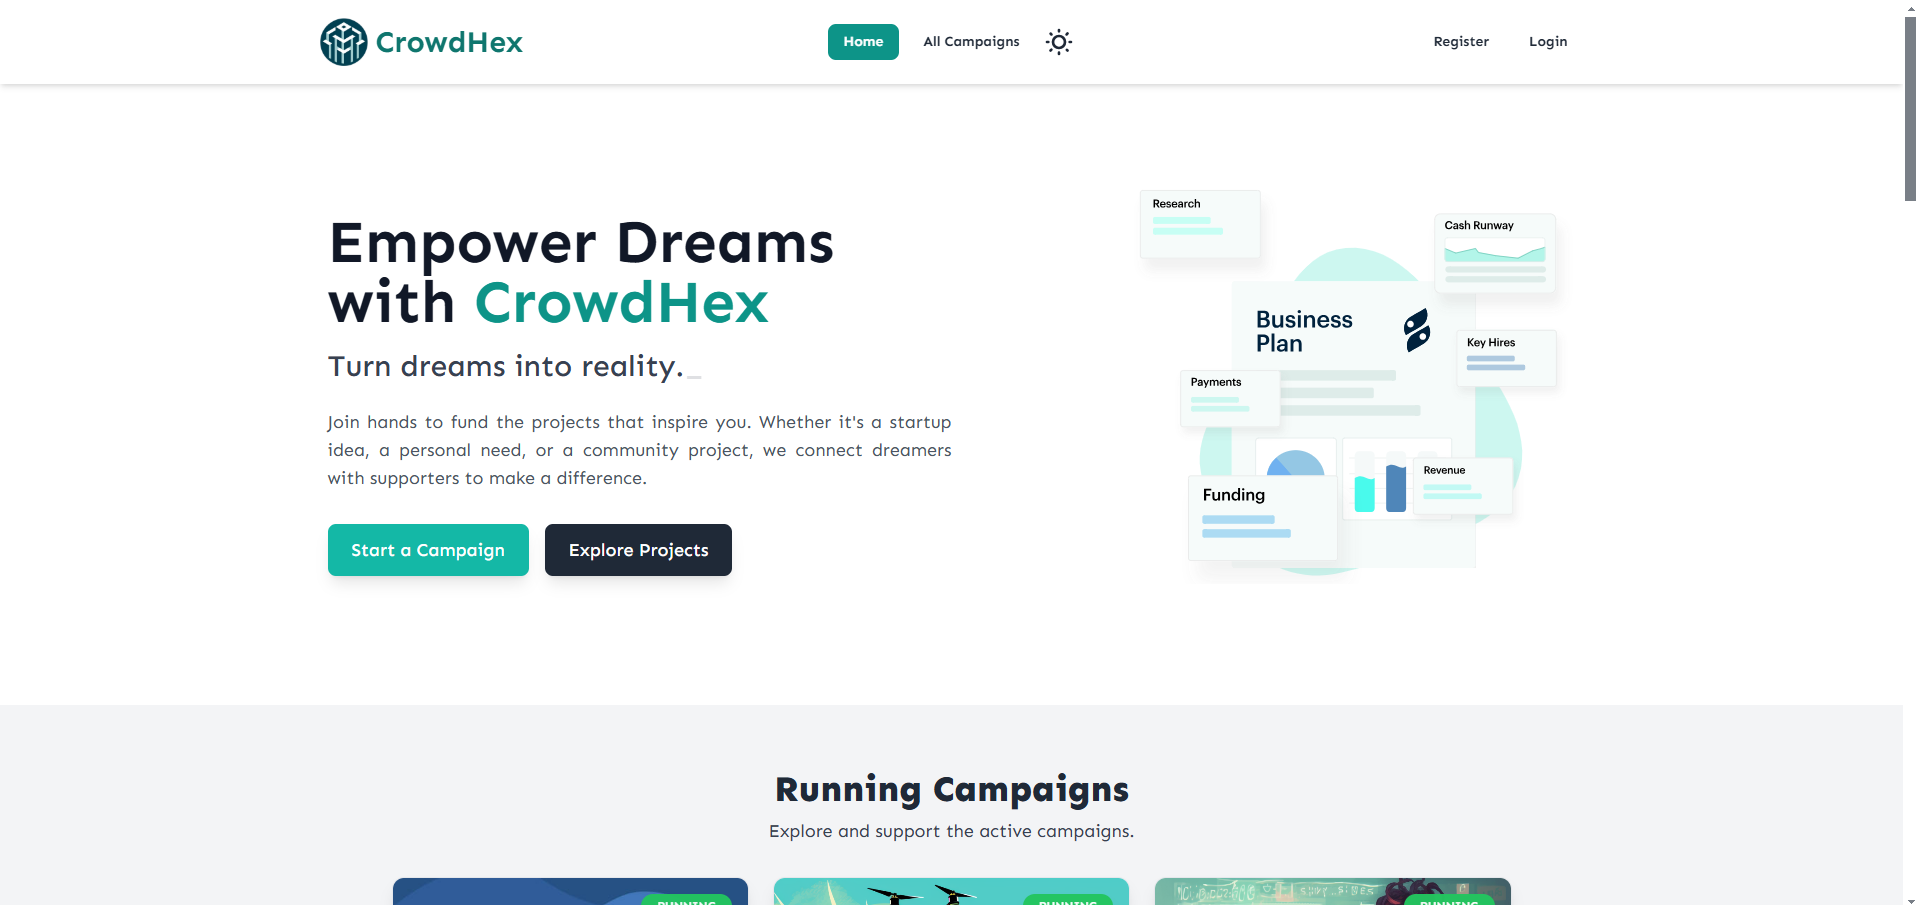 CrowdHex
Home
All Campaigns
Register
Login
Empower Dreams
with CrowdHex
Turn dreams into reality._
Join hands to fund the projects that inspire you. Whether it's a startup
idea, a personal need, or a community project, we connect dreamers
with supporters to make a difference.
Start a Campaign
Explore Projects
Research
Cash Runway
Business
Plan
Key Hires
Payments
Revenue
Funding
Running Campaigns
Explore and support the active campaigns.
RUNNING
RUNNING
RUNNING